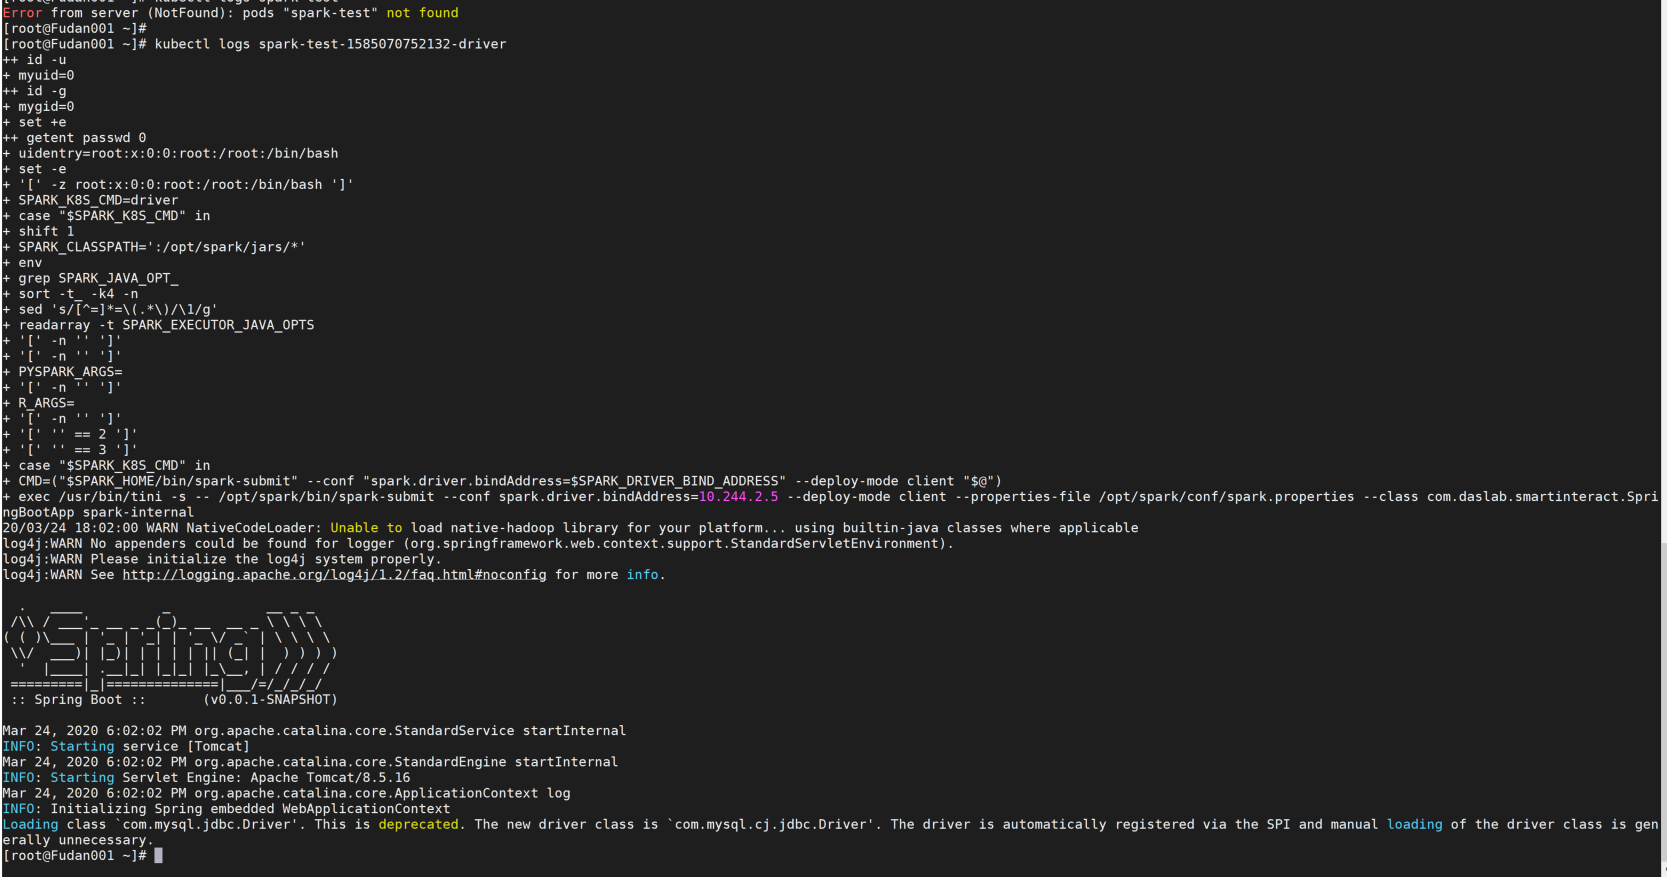 Error from server (NotFound): pods "spark-test" not found
[root@Fudan001 ~]#
[root@Fudan001 ~]# kubectl logs spark-test-1585070752132-driver
++ id -u
+ myuid=0
++ id -g
+ mygid=0
+ set +e
++ getent passwd 0
+ uidentry=root:x:0:0:root:/root:/bin/bash
+ set -e
+ '[' -z root:x:0:0:root:/root:/bin/bash ']'
+ SPARK_K8S_CMD=driver
+ case "$SPARK_K8S_CMD" in
+ shift 1
+ SPARK_CLASSPATH=':/opt/spark/jars/*'
+ env
+ grep SPARK_JAVA_OPT_
+ sort -t_ -k4 -n
+ sed 's/[^=]*=\(.*\)/\1/g'
+ readarray -t SPARK_EXECUTOR_JAVA_OPTS
+ '[' -n '' ']'
+ '[' -n '' ']'
+ PYSPARK_ARGS=
+ '[' -n '' ']'
+ R_ARGS=
+ '[' -n '' ']'
+ '[' '' == 2 ']'
+ '[' '' == 3 ']'
+ case "$SPARK_K8S_CMD" in
+ CMD=("$SPARK_HOME/bin/spark-submit" --conf "spark.driver.bindAddress=$SPARK_DRIVER_BIND_ADDRESS" --deploy-mode client "$@")
+ exec /usr/bin/tini -s -- /opt/spark/bin/spark-submit --conf spark.driver.bindAddress=10.244.2.5 --deploy-mode client --properties-file /opt/spark/conf/spark.properties --class com.daslab.smartinteract.Spri
ngBootApp spark-internal
20/03/24 18:02:00 WARN NativeCodeLoader: Unable to load native-hadoop library for your platform... using builtin-java classes where applicable
log4j:WARN No appenders could be found for logger (org.springframework.web.context.support.StandardServletEnvironment).
log4j:WARN Please initialize the log4j system properly.
log4j:WARN See http://logging.apache.org/log4j/1.2/faq.html#noconfig for more info.

  .   ____          _            __ _ _
 /\\ / ___'_ __ _ _(_)_ __  __ _ \ \ \ \
( ( )\___ | '_ | '_| | '_ \/ _` | \ \ \ \
 \\/  ___)| |_)| | | | | || (_| |  ) ) ) )
  '  |____| .__|_| |_|_| |_\__, | / / / /
 =========|_|==============|___/=/_/_/_/
 :: Spring Boot ::       (v0.0.1-SNAPSHOT)

Mar 24, 2020 6:02:02 PM org.apache.catalina.core.StandardService startInternal
INFO: Starting service [Tomcat]
Mar 24, 2020 6:02:02 PM org.apache.catalina.core.StandardEngine startInternal
INFO: Starting Servlet Engine: Apache Tomcat/8.5.16
Mar 24, 2020 6:02:02 PM org.apache.catalina.core.ApplicationContext log
INFO: Initializing Spring embedded WebApplicationContext
Loading class `com.mysql.jdbc.Driver'. This is deprecated. The new driver class is `com.mysql.cj.jdbc.Driver'. The driver is automatically registered via the SPI and manual loading of the driver class is gen
erally unnecessary.
[root@Fudan001 ~]#